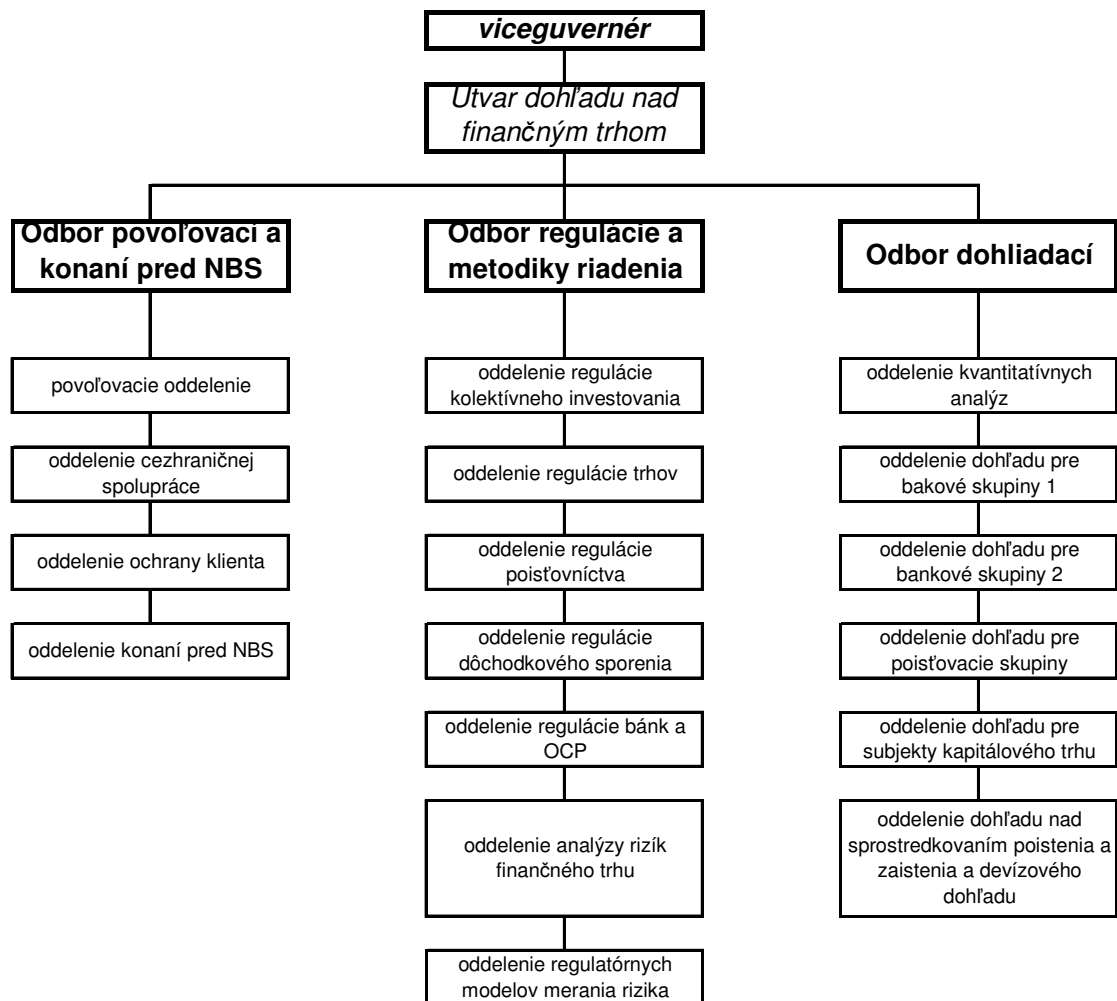 viceguvernér
Utvar dohľadu nad
finančným trhom
Odbor povoľovací a
konaní pred NBS
povoľovacie oddelenie
oddelenie cezhraničnej
spolupráce
oddelenie ochrany klienta
oddelenie konaní pred NBS
Odbor regulácie a
metodiky riadenia
oddelenie regulácie
kolektívneho investovania
oddelenie regulácie trhov
oddelenie regulácie
poisťovníctva
oddelenie regulácie
dôchodkového sporenia
oddelenie regulácie bánk a
OCP
oddelenie analýzy rizík
finančného trhu
oddelenie regulatórnych
modelov merania rizika
Odbor dohliadací
oddelenie kvantitatívnych
analýz
oddelenie dohľadu pre
bakové skupiny 1
oddelenie dohľadu pre
bankové skupiny 2
oddelenie dohľadu pre
poisťovacie skupiny
oddelenie dohľadu pre
subjekty kapitálového trhu
oddelenie dohľadu nad
sprostredkovaním poistenia a
zaistenia a devízového
dohľadu